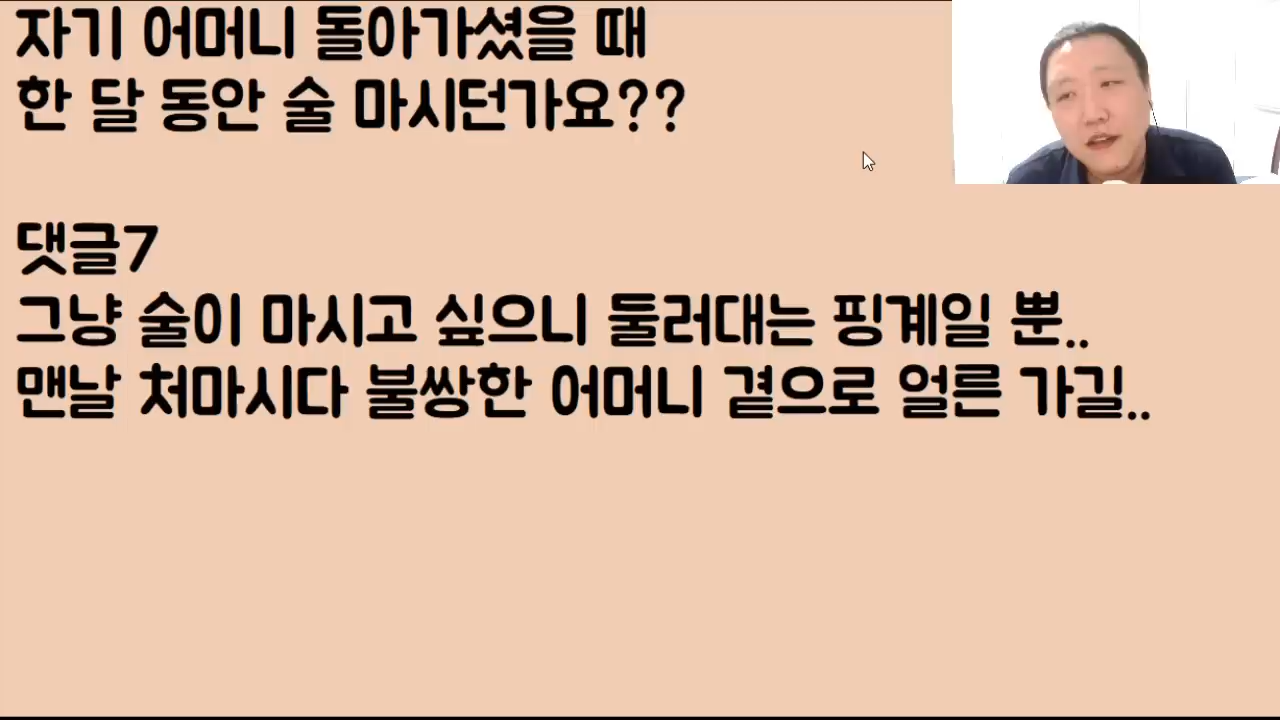 자기 어머니 돌아가셨을 때
한 달 동안 술 마시던가요??
댓글7
그냥 술이 마시고 싶으니 둘러대는 핑계일 뿐..
맨날 처마시다 불쌍한 어머니 곁으로 얼른 가길..